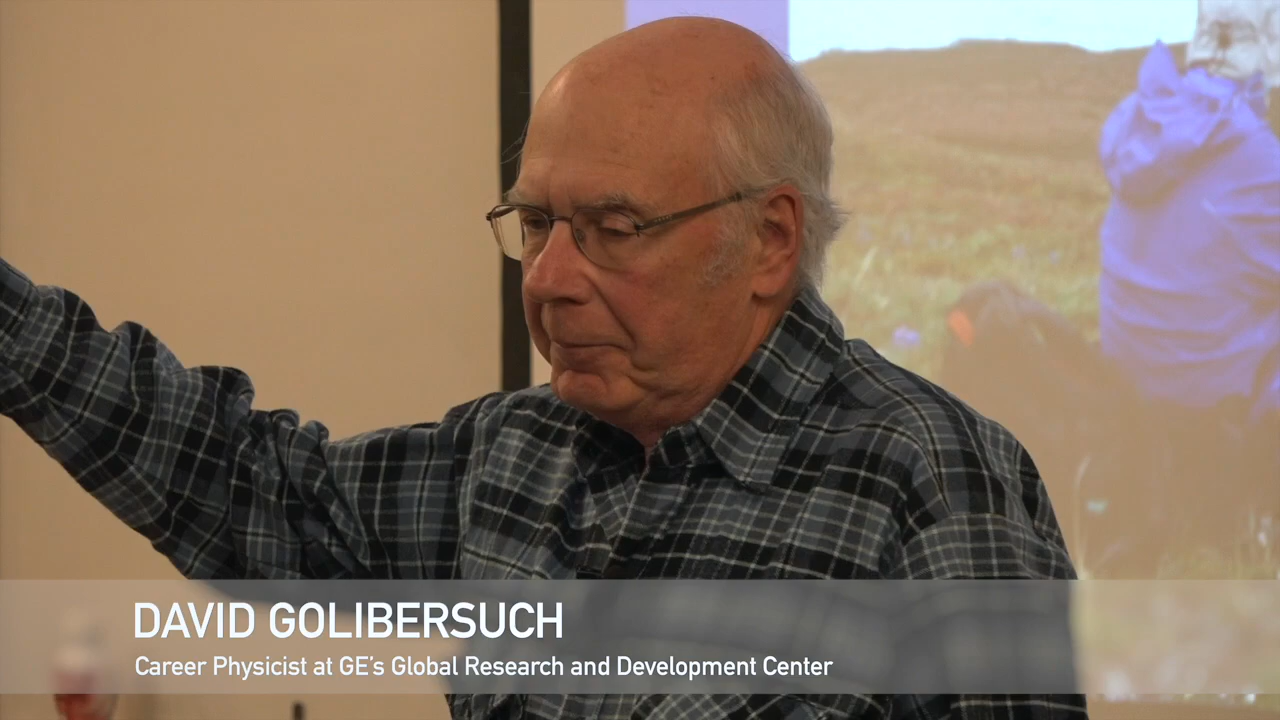 DAVID GOLIBERSUCH
Career Physicist at GE's Global Research and Development Center